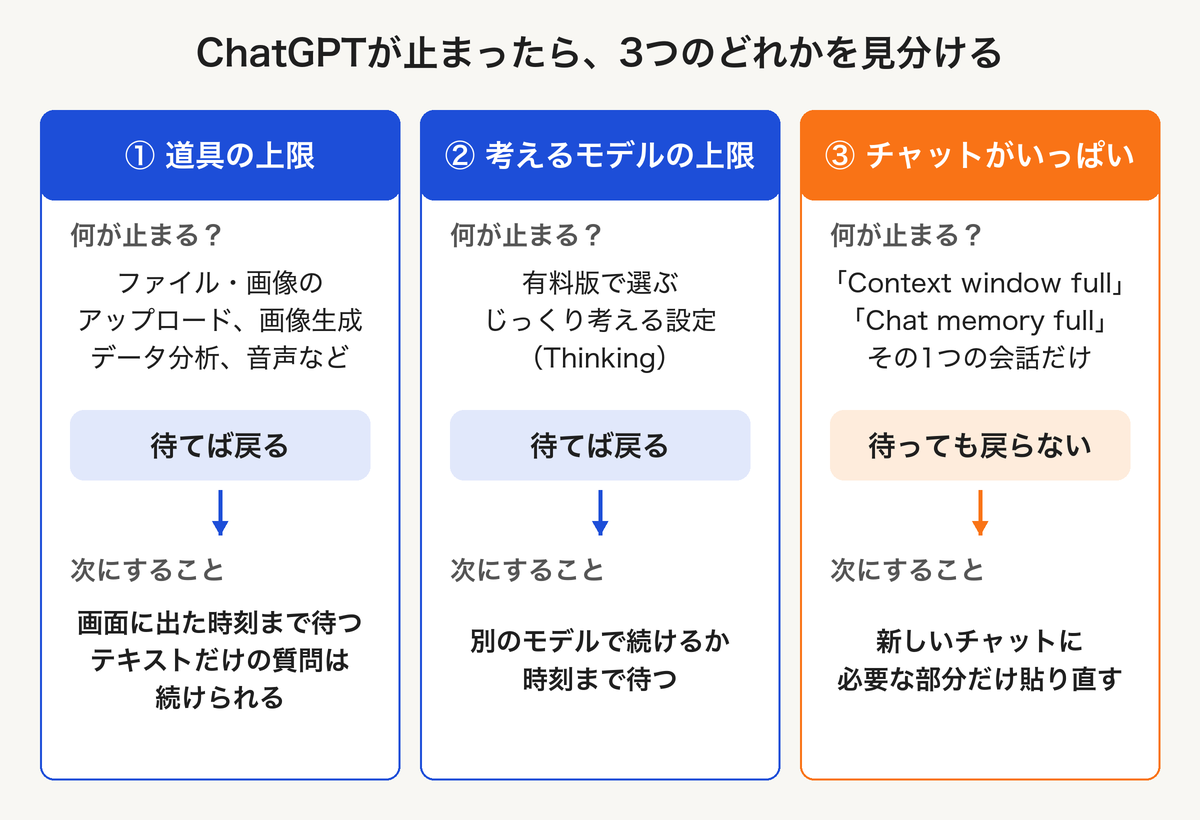 ChatGPTが止まったら、3つのどれかを見分ける
① 道具の上限
何が止まる？
ファイル・画像の
アップロード、画像生成
データ分析、音声など
待てば戻る
次にすること
画面に出た時刻まで待つ
テキストだけの質問は
続けられる
② 考えるモデルの上限
何が止まる？
有料版で選ぶ
じっくり考える設定
（Thinking）
待てば戻る
次にすること
別のモデルで続けるか
時刻まで待つ
③ チャットがいっぱい
何が止まる？
「Context window full」
「Chat memory full」
その1つの会話だけ
待っても戻らない
次にすること
新しいチャットに
必要な部分だけ貼り直す